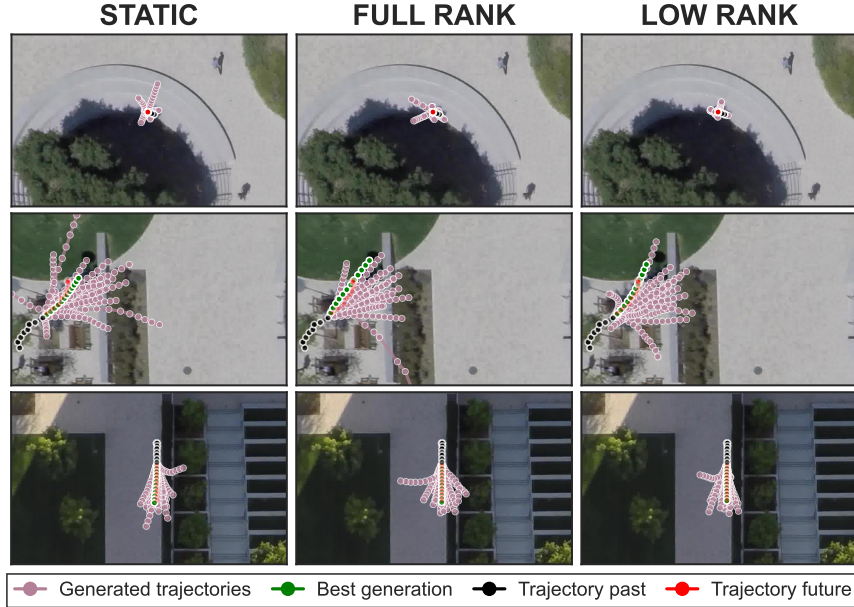 STATIC FULL RANK LOW RANK
Generated trajectories Best generation Trajectory past Trajectory future